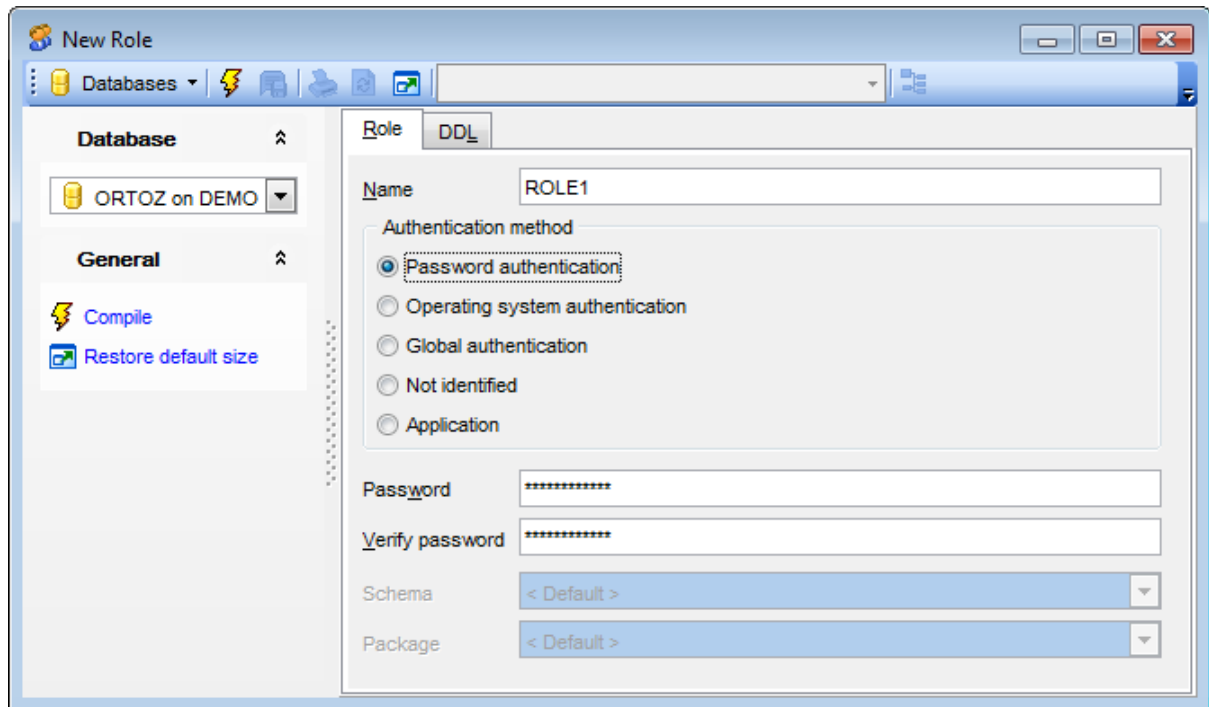 New Role
Databases
Database
ORTOZ on DEMO
General
Compile
Restore default size
Role DDL
Name ROLE1
Authentication method
Password authentication
Operating system authentication
Global authentication
Not identified
Application
Password ************
Verify password ************
Schema < Default >
Package < Default >